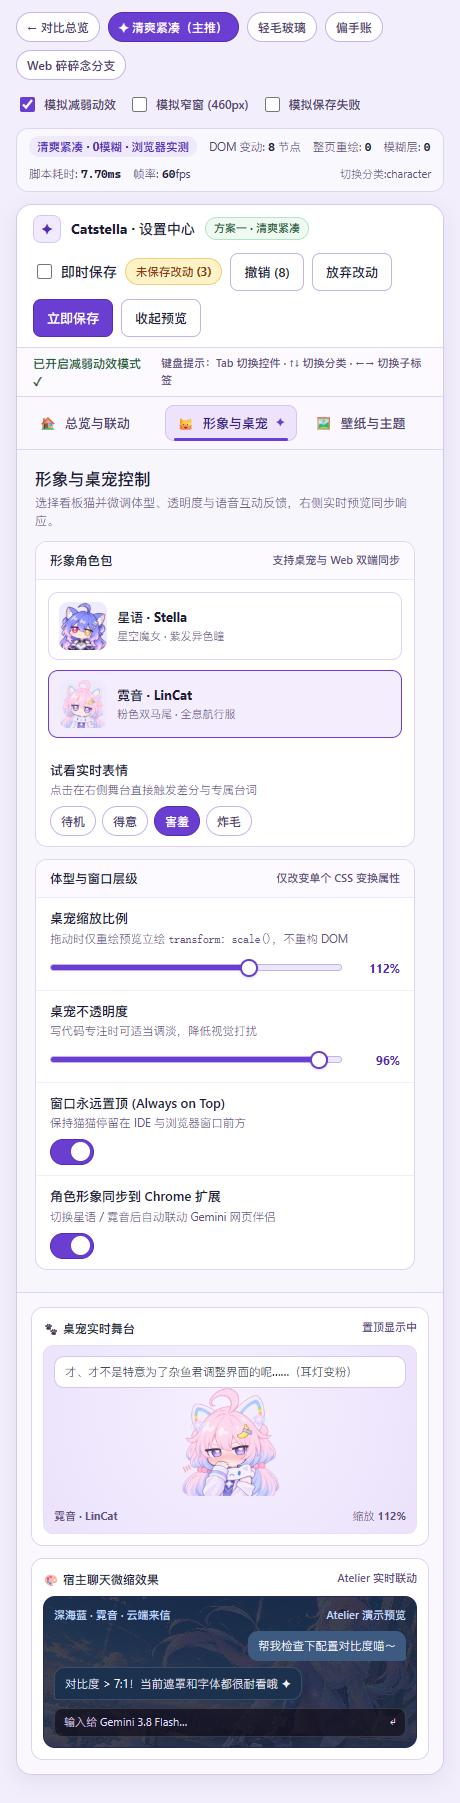 ← 对比总览
✦ 清爽紧凑（主推）
轻毛玻璃
偏手账
Web 碎碎念分支
模拟减弱动效
模拟窄窗 (460px)
模拟保存失败
清爽紧凑 · 0模糊 · 浏览器实测
DOM 变动: 8 节点
整页重绘: 0
模糊层: 0
脚本耗时: 7.70ms
帧率: 60fps
切换分类:character
✦
Catstella · 设置中心
方案一 · 清爽紧凑
即时保存
未保存改动 (3)
撤销 (8)
放弃改动
立即保存
收起预览
已开启减弱动效模式
✓
键盘提示：Tab 切换控件 · ↑↓ 切换分类 · ←→ 切换子标
签
总览与联动
形象与桌宠 ✦
壁纸与主题
形象与桌宠控制
选择看板猫并微调体型、透明度与语音互动反馈，右侧实时预览同步响
应。
形象角色包
支持桌宠与 Web 双端同步
星语 · Stella
星空魔女 · 紫发异色瞳
霓音 · LinCat
粉色双马尾 · 全息航行服
试看实时表情
点击在右侧舞台直接触发差分与专属台词
待机
得意
害羞
炸毛
体型与窗口层级
仅改变单个 CSS 变换属性
桌宠缩放比例
拖动时仅重绘预览立绘 transform: scale()，不重构 DOM
112%
桌宠不透明度
写代码专注时可适当调淡，降低视觉打扰
96%
窗口永远置顶 (Always on Top)
保持猫猫停留在 IDE 与浏览器窗口前方
角色形象同步到 Chrome 扩展
切换星语 / 霓音后自动联动 Gemini 网页伴侣
🐾 桌宠实时舞台
置顶显示中
才、才不是特意为了杂鱼君调整界面的呢……（耳灯变粉）
霓音 · LinCat
缩放 112%
🎨 宿主聊天微缩效果
Atelier 实时联动
深海蓝 · 霓音 · 云端来信
Atelier 演示预览
帮我检查下配置对比度喵～
对比度 > 7:1！当前遮罩和字体都很耐看哦 ✦
输入给 Gemini 3.8 Flash...
↲